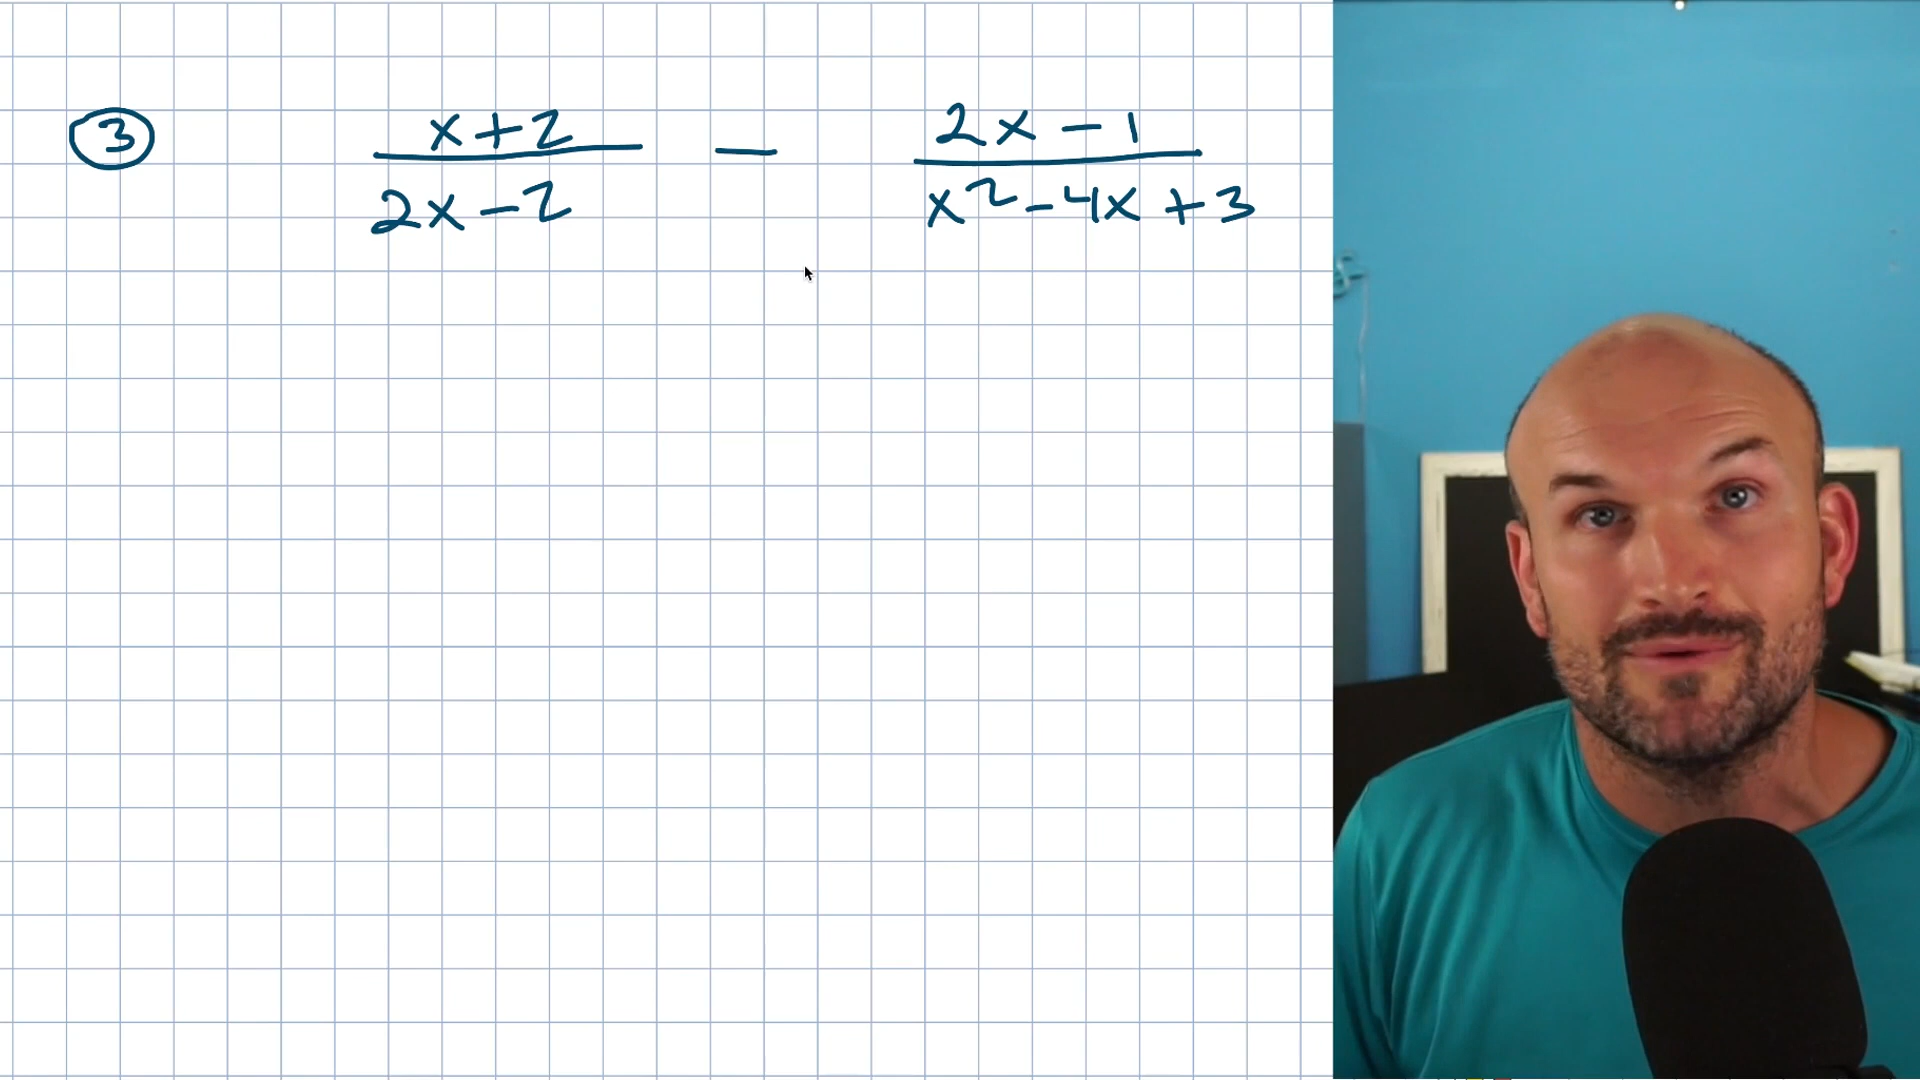 ③ x+2 — 2x-1
2x-2 x²-4x+3